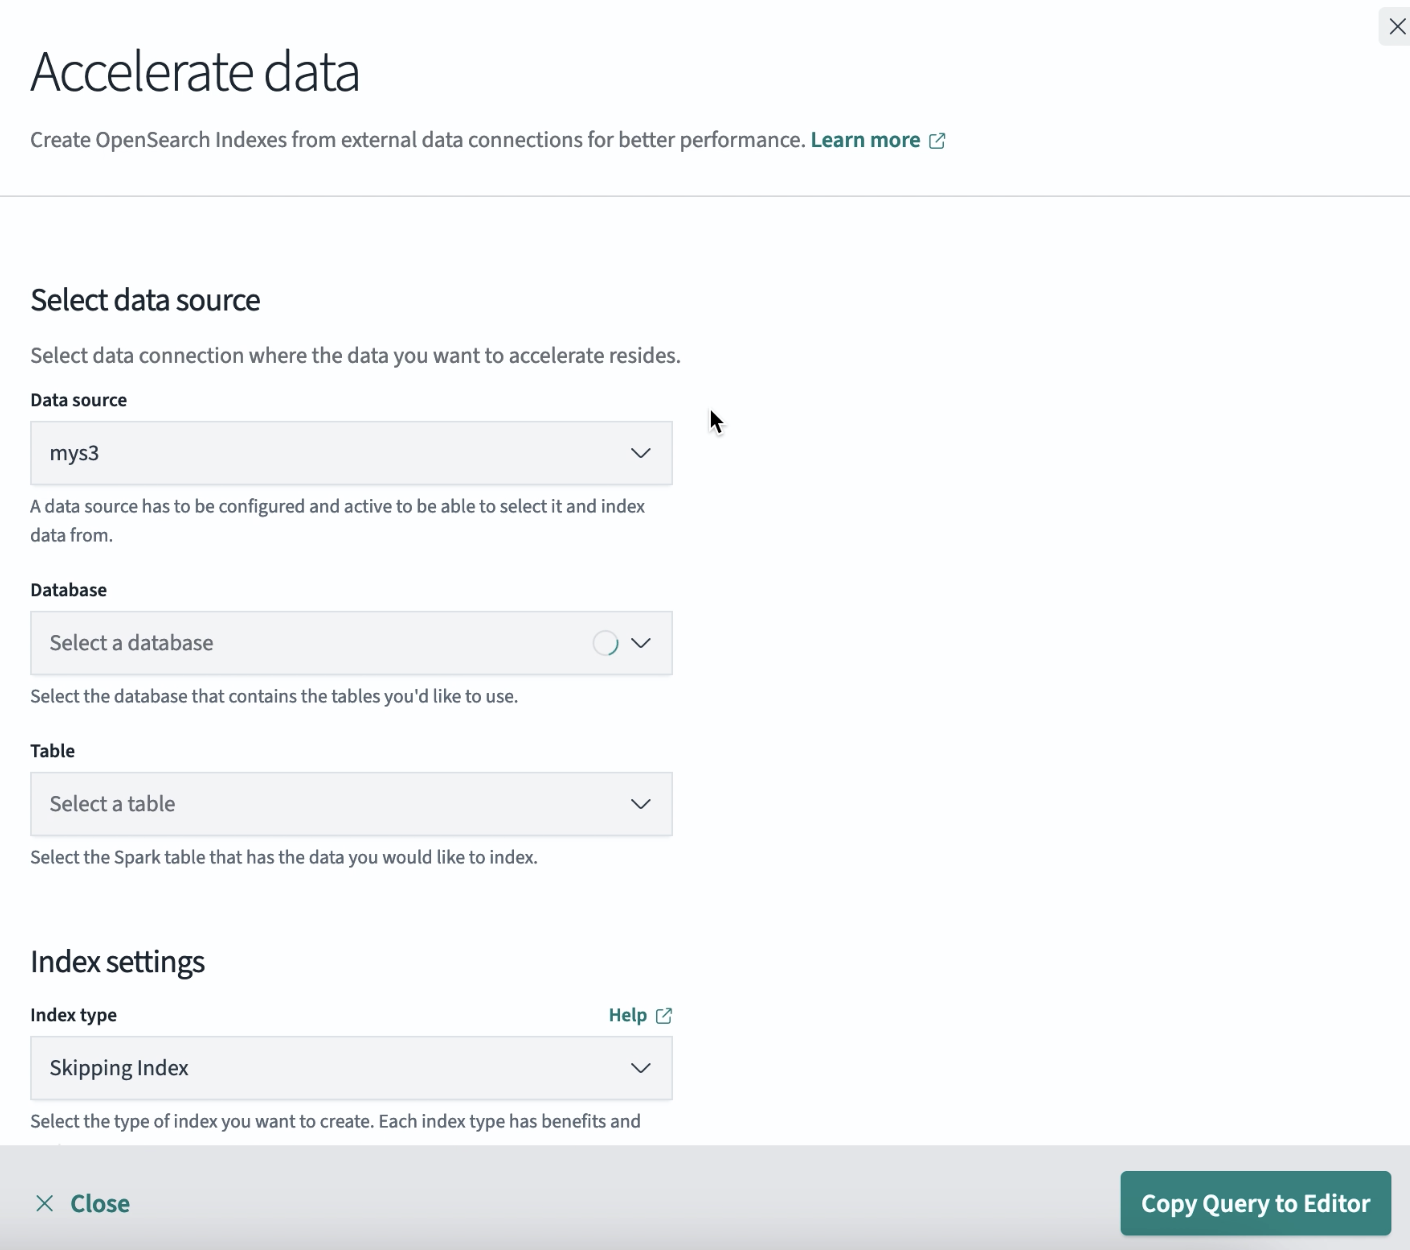 Accelerate data
Create OpenSearch Indexes from external data connections for better performance. Learn more
Select data source
Select data connection where the data you want to accelerate resides.
Data source
mys3
A data source has to be configured and active to be able to select it and index
data from.
Database
Select a database
Select the database that contains the tables you'd like to use.
Table
Select a table
Select the Spark table that has the data you would like to index.
Index settings
Index type Help
Skipping Index
Select the type of index you want to create. Each index type has benefits and
Close Copy Query to Editor